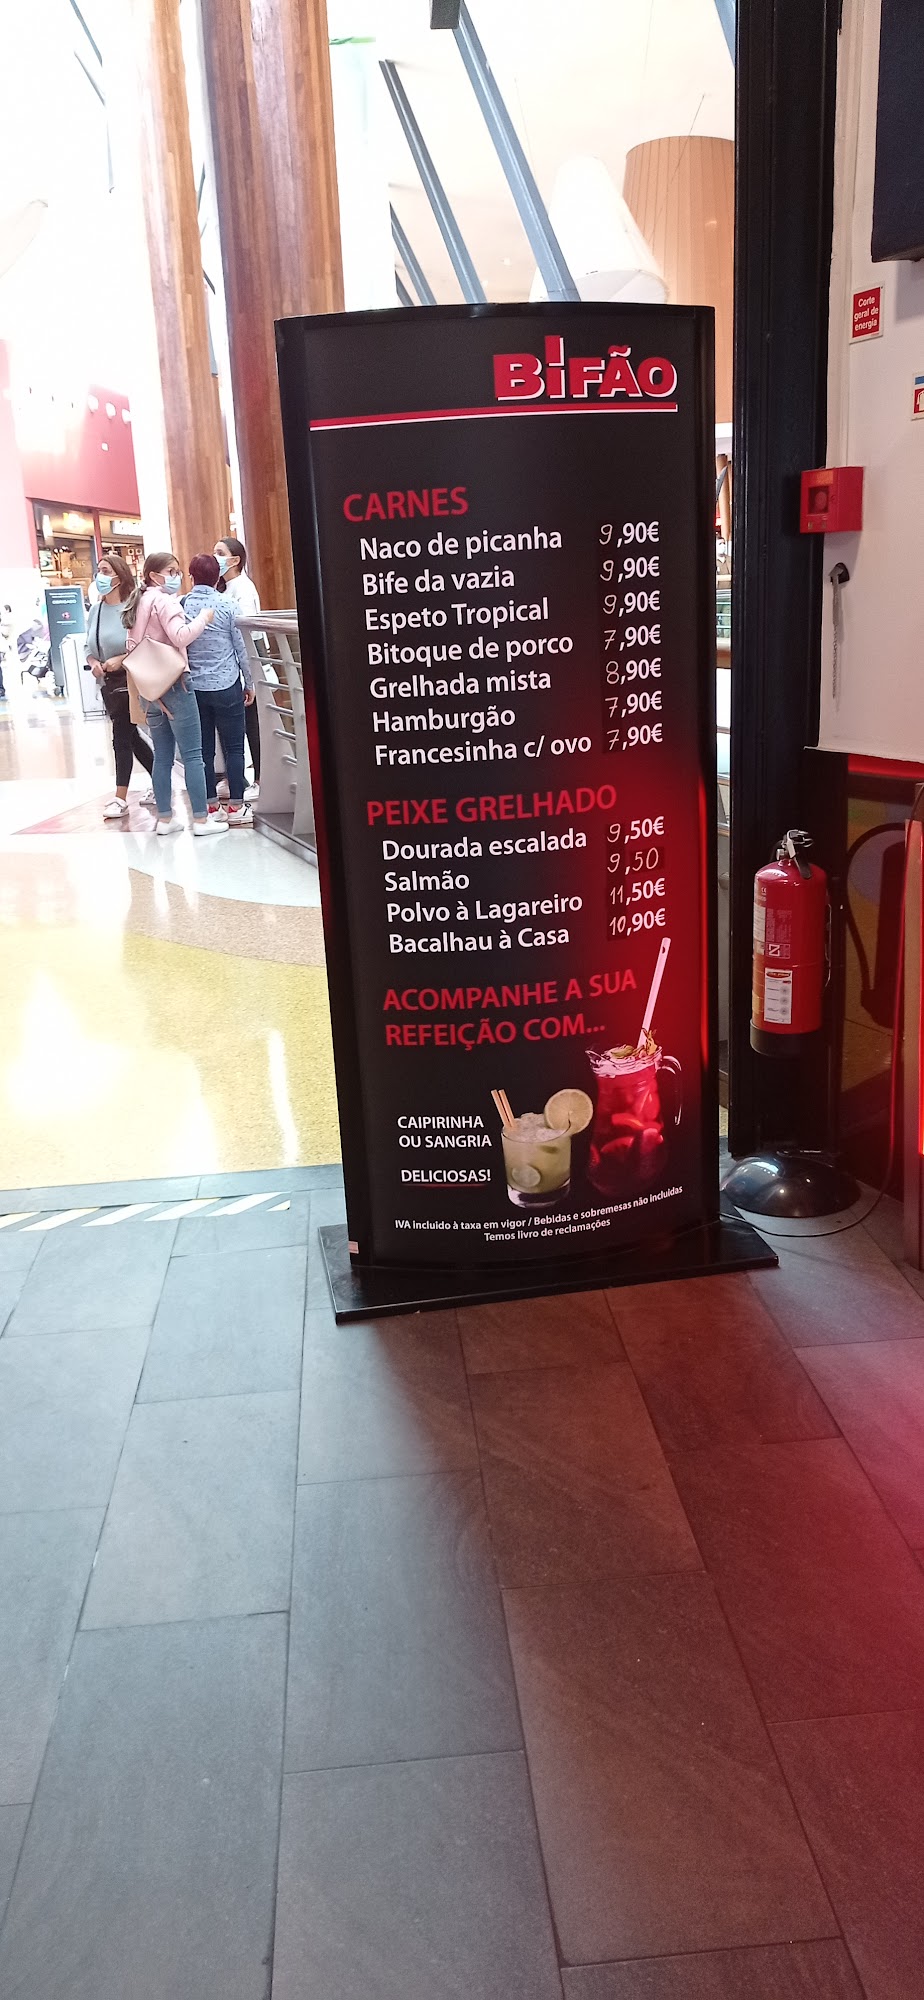 BIFÃO
CARNES
Naco de picanha 9,90€
Bife da vazia 9,90€
Espeto Tropical 9,90€
Bitoque de porco 7,90€
Grelhada mista 8,90€
Hamburgão 7,90€
Francesinha c/ ovo 7,90€
PEIXE GRELHADO
Dourada escalada 9,50€
Salmão 9,50
Polvo à Lagareiro 11,50€
Bacalhau à Casa 10,90€
ACOMPANHE A SUA
REFEIÇÃO COM...
CAIPIRINHA
OU SANGRIA
DELICIOSAS!
IVA incluido à taxa em vigor / Bebidas e sobremesas não incluidas
Temos livro de reclamações
Corte
geral de
energia